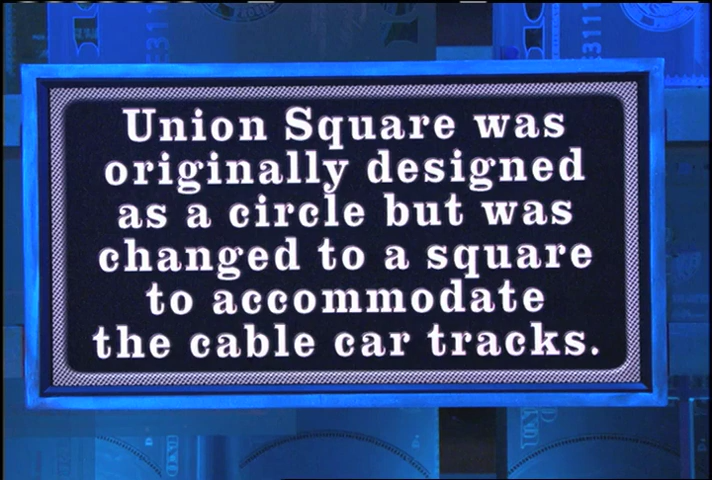 Union Square was
originally designed
as a circle but was
changed to a square
to accommodate
the cable car tracks.